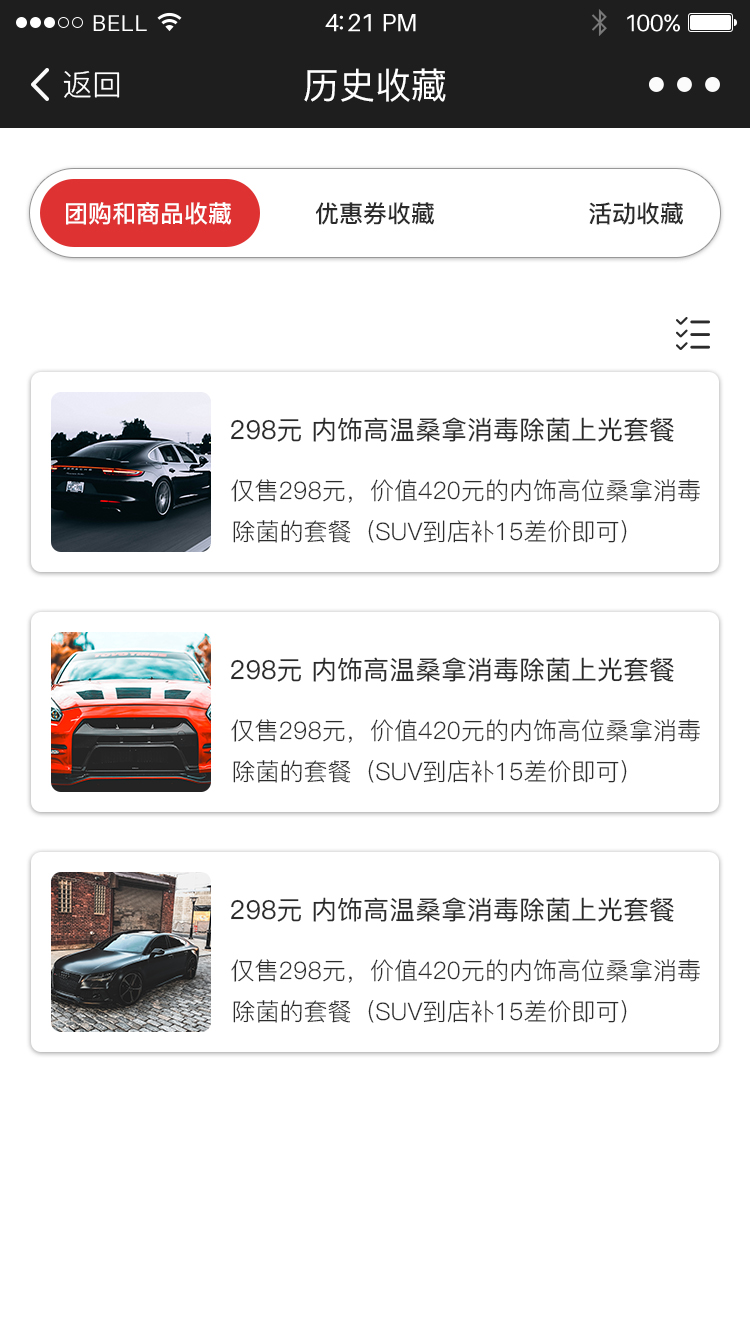 BELL 4:21 PM 100%
返回 历史收藏
团购和商品收藏 优惠券收藏 活动收藏
298元 内饰高温桑拿消毒除菌上光套餐
仅售298元，价值420元的内饰高位桑拿消毒
除菌的套餐（SUV到店补15差价即可）
298元 内饰高温桑拿消毒除菌上光套餐
仅售298元，价值420元的内饰高位桑拿消毒
除菌的套餐（SUV到店补15差价即可）
298元 内饰高温桑拿消毒除菌上光套餐
仅售298元，价值420元的内饰高位桑拿消毒
除菌的套餐（SUV到店补15差价即可）